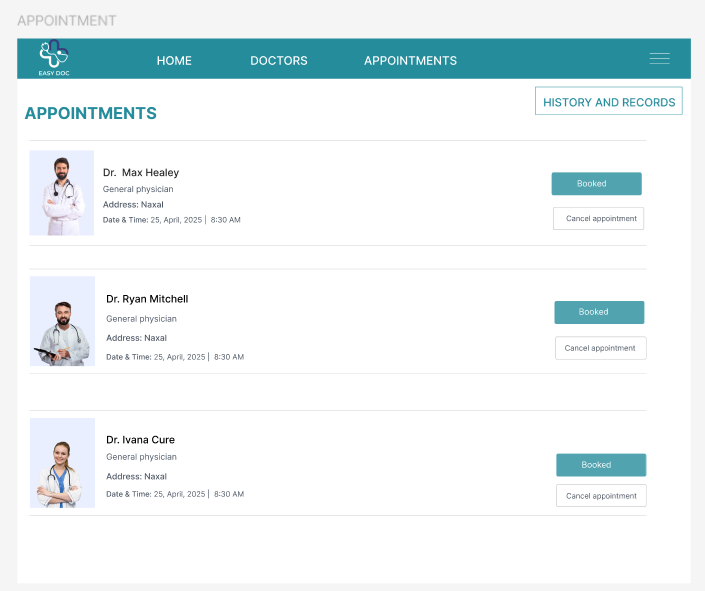 APPOINTMENT
EASY DOC
HOME DOCTORS APPOINTMENTS
HISTORY AND RECORDS
APPOINTMENTS
Dr. Max Healey
General physician
Address: Naxal
Date & Time: 25, April, 2025 | 8:30 AM
Booked
Cancel appointment
Dr. Ryan Mitchell
General physician
Address: Naxal
Date & Time: 25, April, 2025 | 8:30 AM
Booked
Cancel appointment
Dr. Ivana Cure
General physician
Address: Naxal
Date & Time: 25, April, 2025 | 8:30 AM
Booked
Cancel appointment